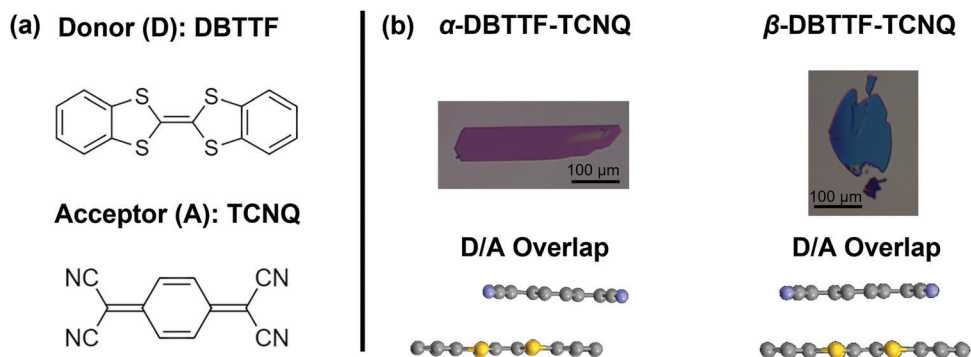 (a) Donor (D): DBTTF
S
S
S
S
Acceptor (A): TCNQ
NC
CN
NC
CN
(b) α-DBTTF-TCNQ
β-DBTTF-TCNQ
100 µm
100 µm
D/A Overlap
D/A Overlap